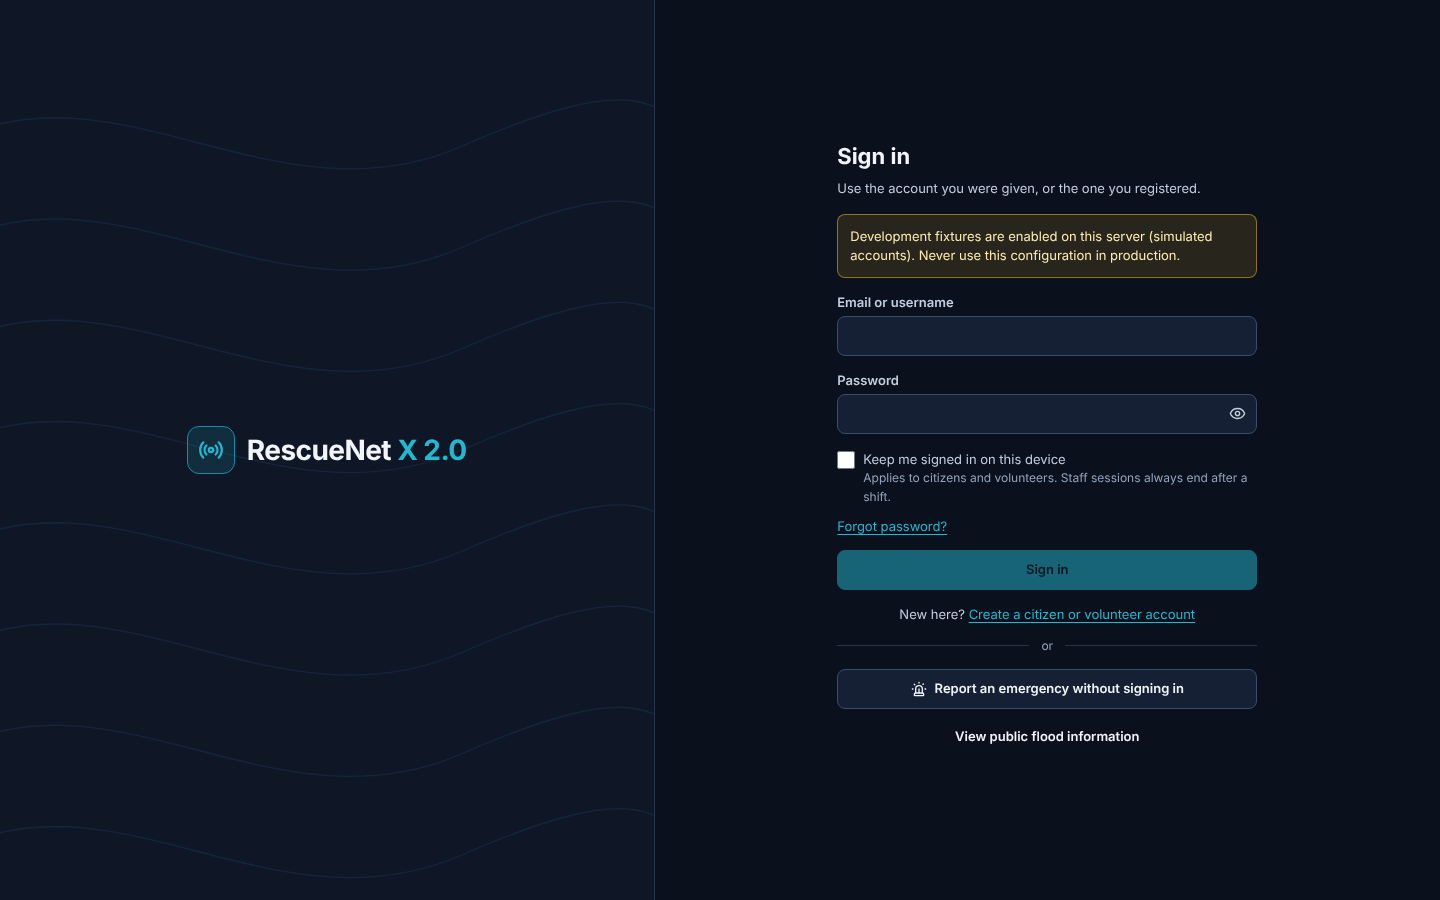 RescueNet X 2.0
Sign in
Use the account you were given, or the one you registered.
Development fixtures are enabled on this server (simulated
accounts). Never use this configuration in production.
Email or username
Password
Keep me signed in on this device
Applies to citizens and volunteers. Staff sessions always end after a
shift.
Forgot password?
Sign in
New here? Create a citizen or volunteer account
or
Report an emergency without signing in
View public flood information